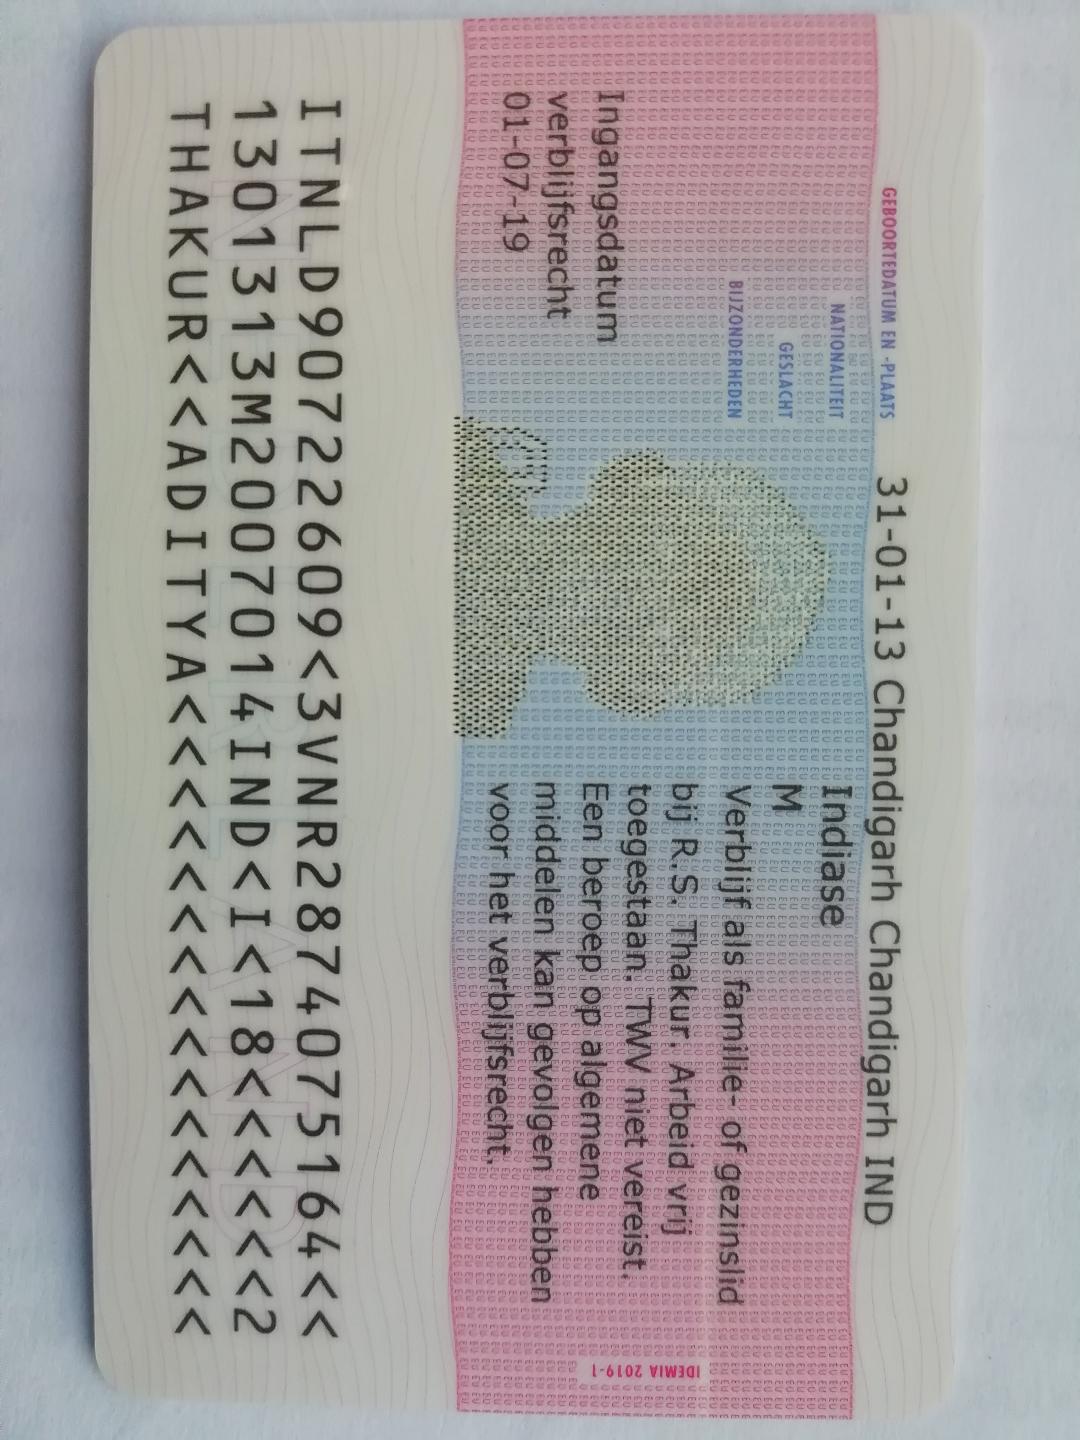 GEBOORTEDATUM EN -PLAATS 31-01-13 Chandigarh Chandigarh IND
NATIONALITEIT Indiase
GESLACHT M
BIJZONDERHEDEN Verblijf als familie- of gezinslid
bij R.S. Thakur. Arbeid vrij
toegestaan. TWV niet vereist.
Een beroep op algemene
middelen kan gevolgen hebben
voor het verblijfsrecht.
Ingangsdatum
verblijfsrecht
01-07-19
IDEMIA 2019-1
ITNLD90722609<3VNR2874075164<<
1301313M2007014IND<I<18<<<<<<2
THAKUR<<ADITYA<<<<<<<<<<<<<<<<
NEDERLAND